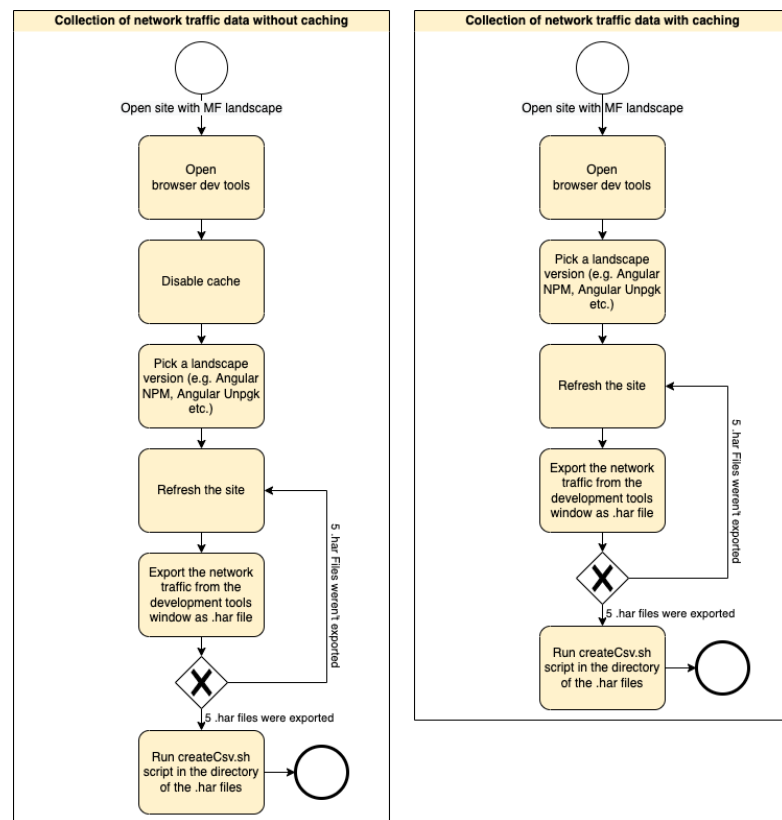 Collection of network traffic data without caching
Open site with MF landscape
Open
browser dev tools
Disable cache
Pick a landscape
version (e.g. Angular
NPM, Angular Unpgk
etc.)
Refresh the site
5 .har Files weren't exported
Export the network
traffic from the
development tools
window as .har file
5 .har files were exported
Run createCsv.sh
script in the directory
of the .har files
Collection of network traffic data with caching
Open site with MF landscape
Open
browser dev tools
Pick a landscape
version (e.g. Angular
NPM, Angular Unpgk
etc.)
Refresh the site
5 .har Files weren't exported
Export the network
traffic from the
development tools
window as .har file
5 .har files were exported
Run createCsv.sh
script in the directory
of the .har files